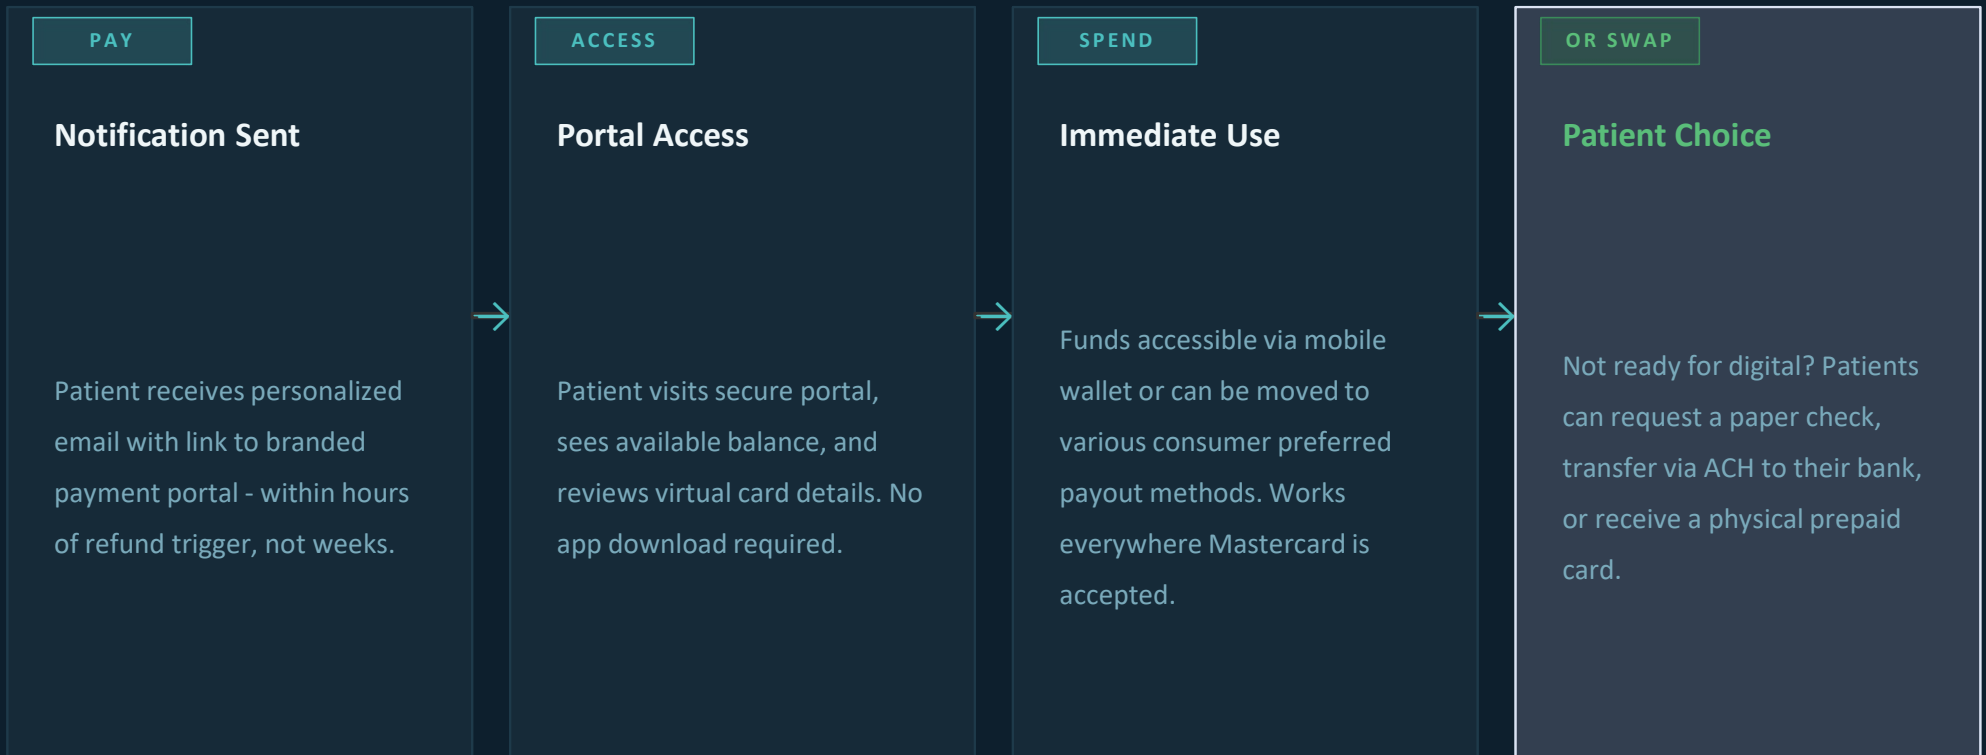 PAY
Notification Sent
Patient receives personalized
email with link to branded
payment portal - within hours
of refund trigger, not weeks.
ACCESS
Portal Access
Patient visits secure portal,
sees available balance, and
reviews virtual card details. No
app download required.
SPEND
Immediate Use
Funds accessible via mobile
wallet or can be moved to
various consumer preferred
payout methods. Works
everywhere Mastercard is
accepted.
OR SWAP
Patient Choice
Not ready for digital? Patients
can request a paper check,
transfer via ACH to their bank,
or receive a physical prepaid
card.